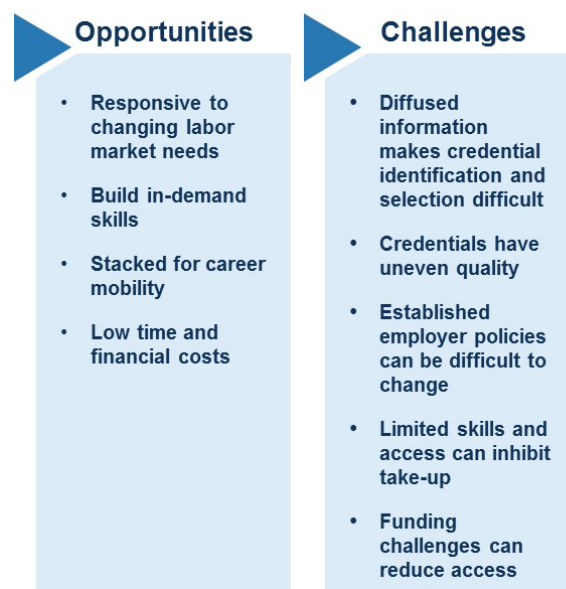 Opportunities
• Responsive to
changing labor
market needs
• Build in-demand
skills
• Stacked for career
mobility
• Low time and
financial costs
Challenges
• Diffused
information
makes credential
identification and
selection difficult
• Credentials have
uneven quality
• Established
employer policies
can be difficult to
change
• Limited skills and
access can inhibit
take-up
• Funding
challenges can
reduce access